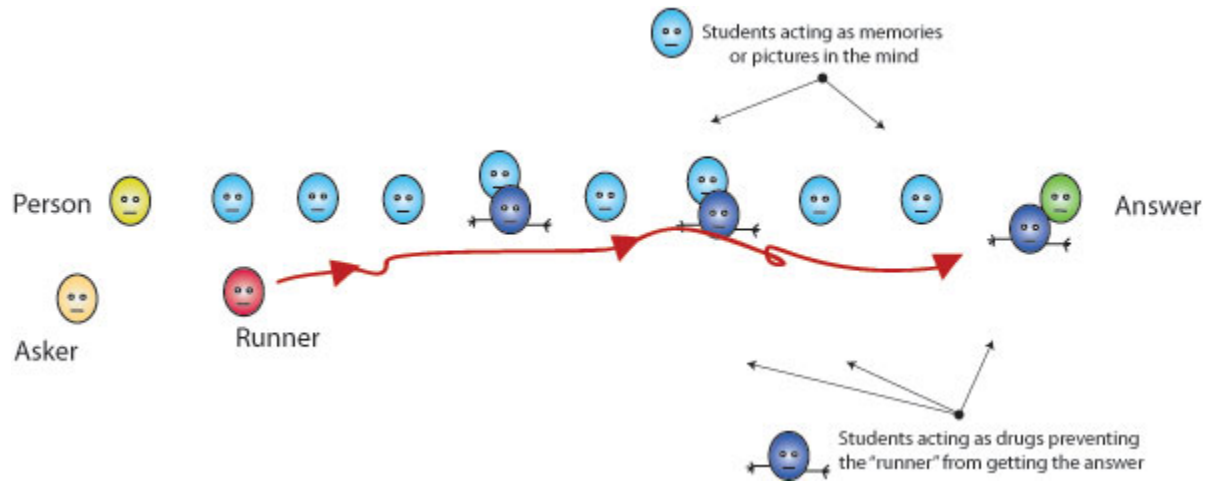 Students acting as memories
or pictures in the mind
Person
Answer
Asker
Runner
Students acting as drugs preventing
the "runner" from getting the answer